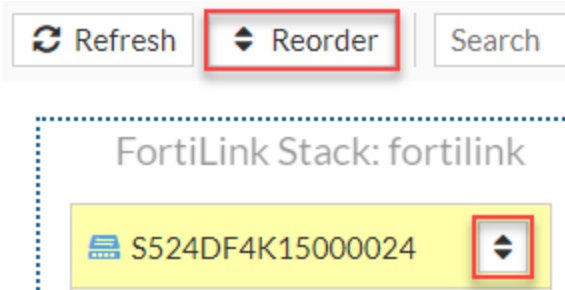 Refresh Reorder Search
FortiLink Stack: fortilink
S524DF4K15000024